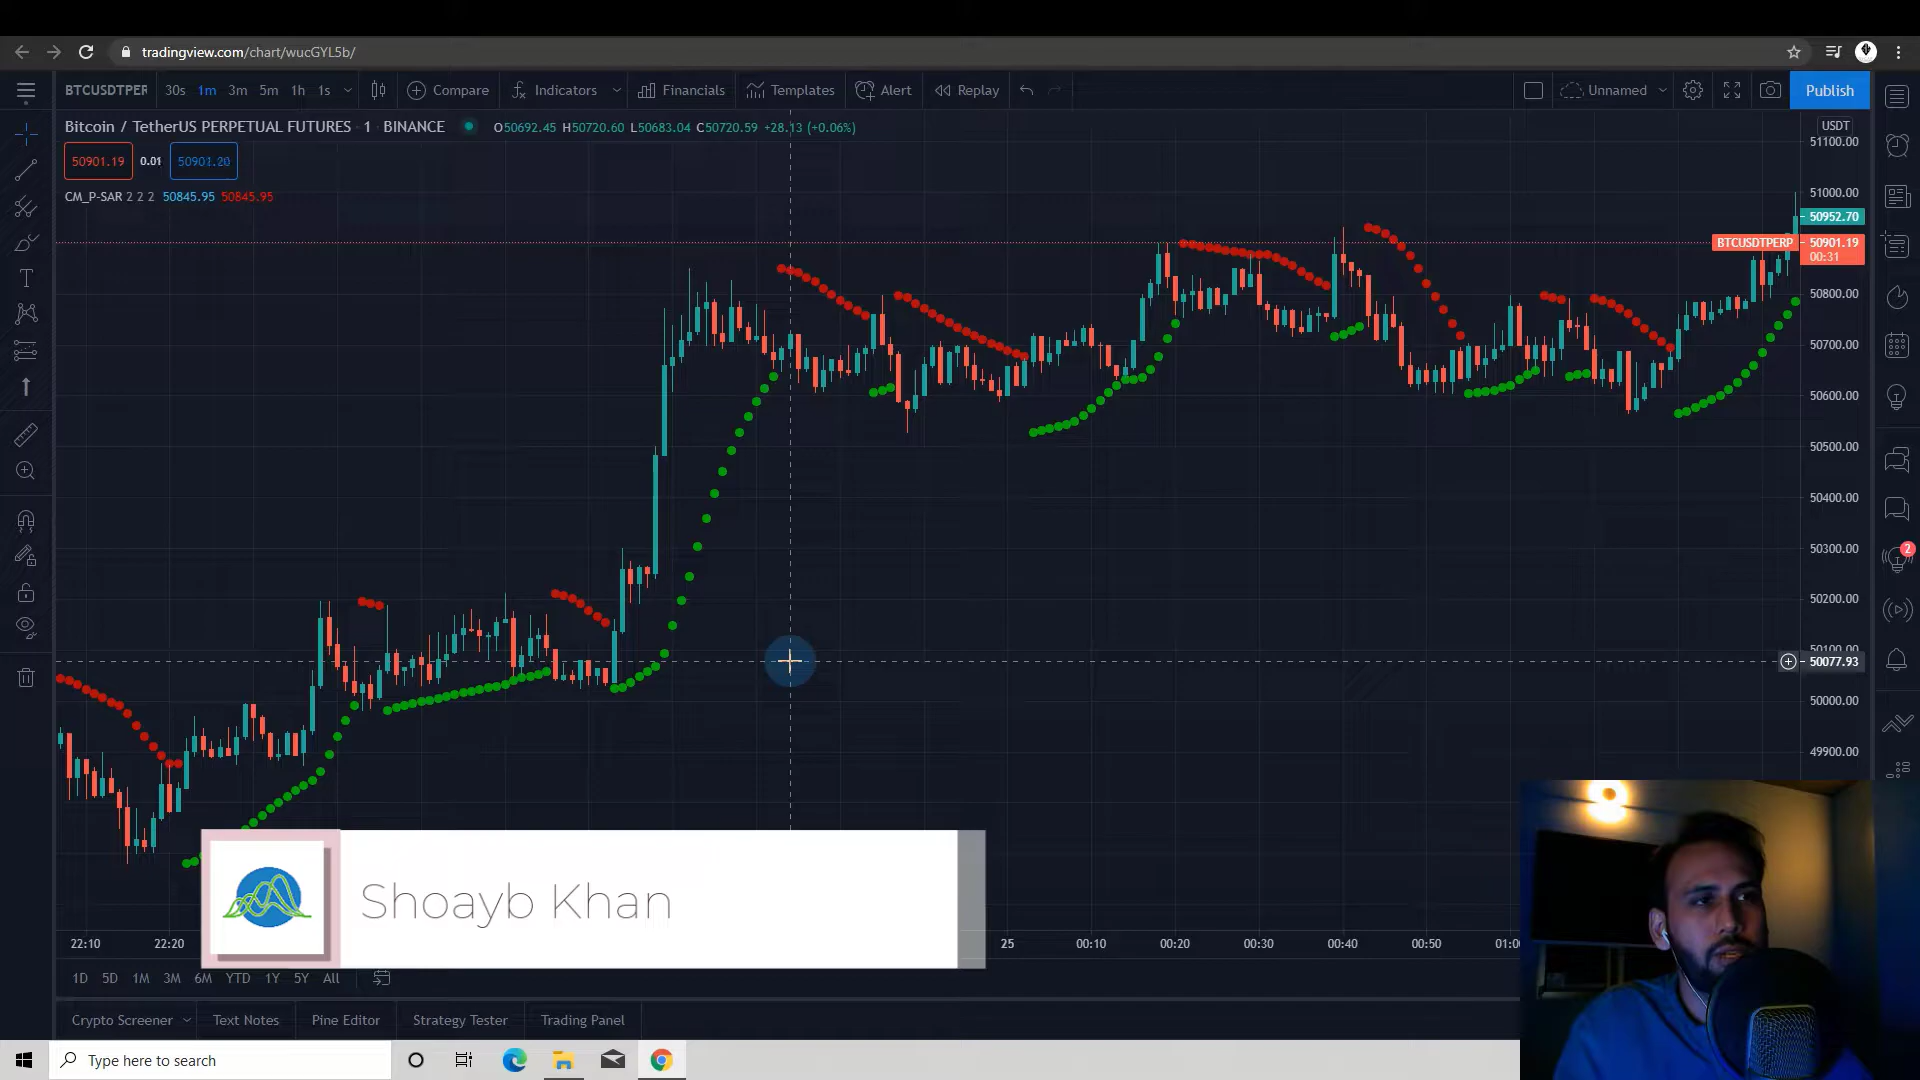 tradingview.com/chart/wucGYL5b/
BTCUSDTPER 30s 1m 3m 5m 1h 1s Compare Indicators Financials Templates Alert Replay Unnamed Publish
Bitcoin / TetherUS PERPETUAL FUTURES · 1 · BINANCE O50692.45 H50720.60 L50683.04 C50720.59 +28.13 (+0.06%)
USDT
51100.00
50901.19 0.01 50901.20
CM_P-SAR 2 2 2 50845.95 50845.95
51000.00
50952.70
BTCUSDTPERP 50901.19
00:31
50800.00
50700.00
50600.00
50500.00
50400.00
50300.00
2
50200.00
50100.00
50077.93
50000.00
49900.00
Shoayb Khan
22:10 22:20 25 00:10 00:20 00:30 00:40 00:50
1D 5D 1M 3M 6M YTD 1Y 5Y All
Crypto Screener Text Notes Pine Editor Strategy Tester Trading Panel
Type here to search